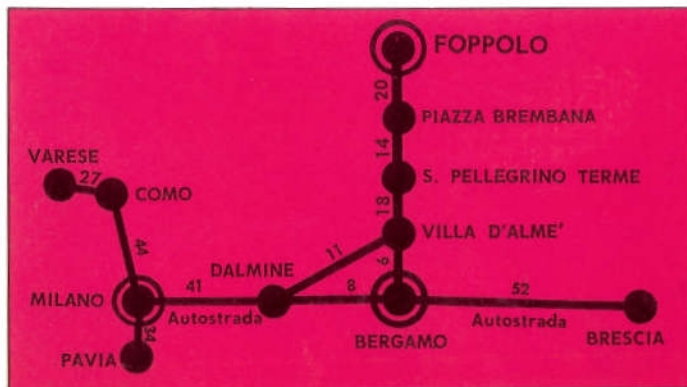 FOPPOLO
20
PIAZZA BREMBANA
14
S. PELLEGRINO TERME
18
VILLA D'ALME'
VARESE
27
COMO
44
11
9
DALMINE
MILANO
41
8
52
Autostrada
BERGAMO
Autostrada
BRESCIA
34
PAVIA